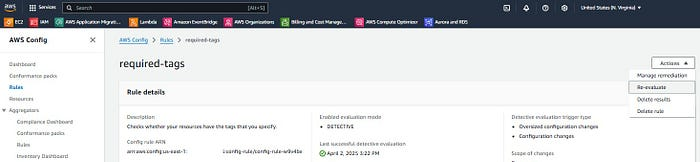 aws
Services
Search
[Alt+S]
United States (N. Virginia)
EC2
IAM
AWS Application Migrati...
Lambda
Amazon EventBridge
AWS Organizations
Billing and Cost Manage...
AWS Compute Optimizer
Aurora and RDS
AWS Config
AWS Config > Rules > required-tags
Dashboard
Conformance packs
Rules
Resources
Aggregators
Compliance Dashboard
Conformance packs
Rules
Inventory Dashboard
required-tags
Actions
Manage remediation
Re-evaluate
Delete results
Delete rule
Rule details
Description
Checks whether your resources have the tags that you specify.
Config rule ARN
arn:aws:config:us-east-1:
:config-rule/config-rule-w9v4be
Enabled evaluation mode
DETECTIVE
Last successful detective evaluation
April 2, 2025 3:22 PM
Detective evaluation trigger type
Oversized configuration changes
Configuration changes
Scope of changes